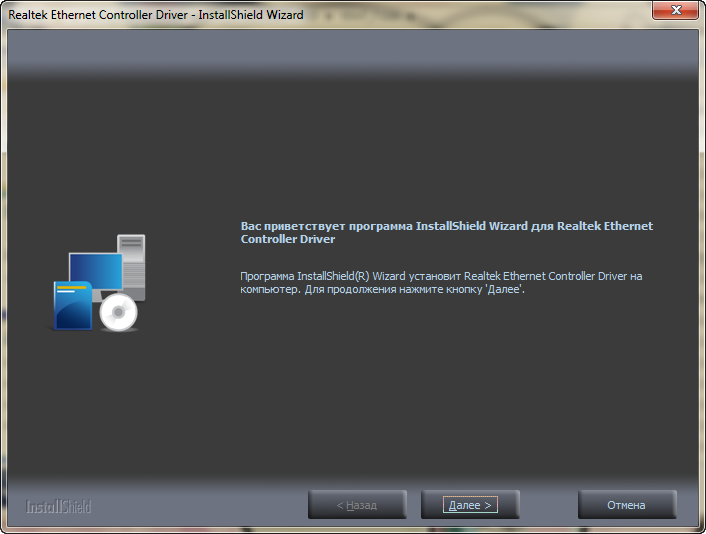 Realtek Ethernet Controller Driver - InstallShield Wizard
Вас приветствует программа InstallShield Wizard для Realtek Ethernet
Controller Driver
Программа InstallShield(R) Wizard установит Realtek Ethernet Controller Driver на
компьютер. Для продолжения нажмите кнопку 'Далее'.
InstallShield
< Назад
Далее >
Отмена